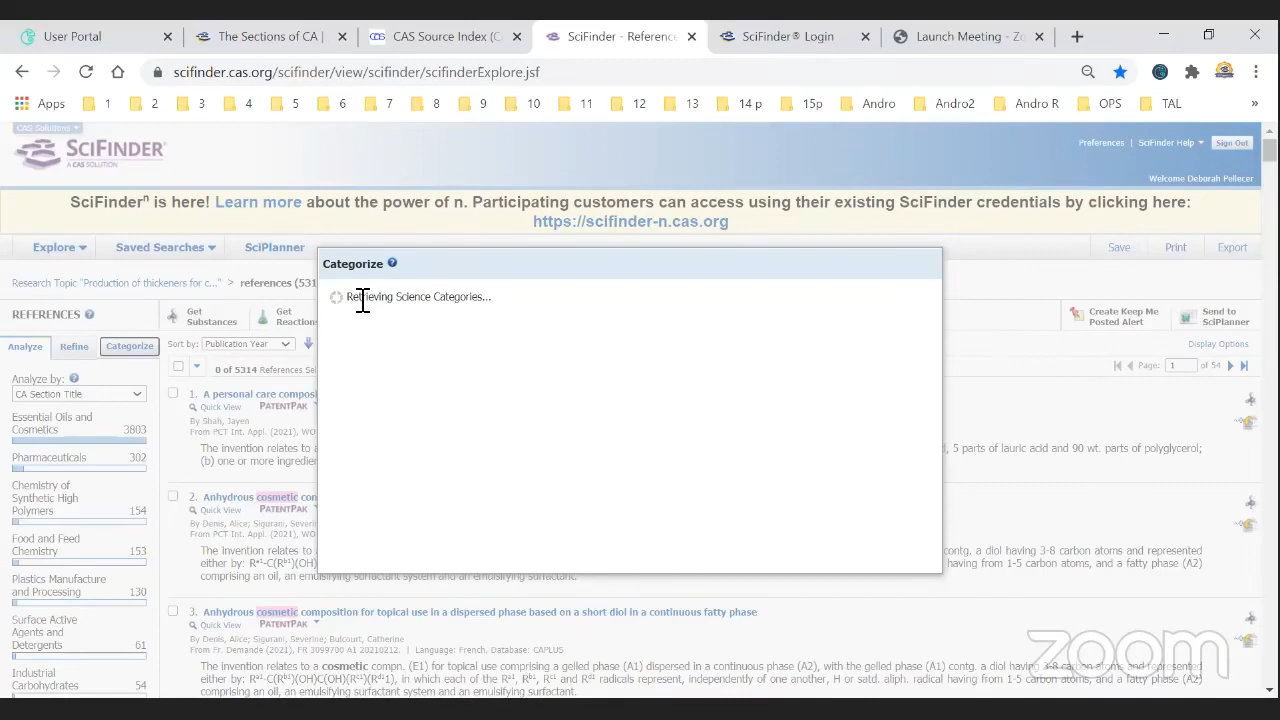 User Portal
The Sections of CA |
CAS Source Index (C
SciFinder - Reference
SciFinder® Login
Launch Meeting - Zo
scifinder.cas.org/scifinder/view/scifinder/scifinderExplore.jsf
Apps 1 2 3 4 5 6 7 8 9 10 11 12 13 14 p 15p Andro Andro2 Andro R OPS TAL »
CAS Solutions
SCIFINDER
A CAS SOLUTION
Preferences | SciFinder Help Sign Out
Welcome Deborah Pellecer
SciFinderⁿ is here! Learn more about the power of n. Participating customers can access using their existing SciFinder credentials by clicking here:
https://scifinder-n.cas.org
Explore Saved Searches SciPlanner Save Print Export
Research Topic "Production of thickeners for c..." > references (531
Categorize
Retrieving Science Categories...
REFERENCES
Get Substances
Get Reactions
Create Keep Me Posted Alert
Send to SciPlanner
Analyze Refine Categorize
Sort by: Publication Year
Display Options
0 of 5314 References Sel
Page: 1 of 54
Analyze by:
CA Section Title
Essential Oils and
Cosmetics 3803
Pharmaceuticals 302
Chemistry of
Synthetic High
Polymers 154
Food and Feed
Chemistry 153
Plastics Manufacture
and Processing 130
Surface Active
Agents and
Detergents 61
Industrial
Carbohydrates 54
1. A personal care composi
Quick View PATENTPAK
By Shah, Jayen
From PCT Int. Appl. (2021), WO
The invention relates to a , 5 parts of lauric acid and 90 wt. parts of polyglycerol;
(b) one or more ingredien
2. Anhydrous cosmetic con
Quick View PATENTPAK
By Denis, Alice; Sigurani, Severine
From PCT Int. Appl. (2021), WO
The invention relates to a contg. a diol having 3-8 carbon atoms and represented
either by: from 1-5 carbon atoms, and a fatty phase (A2)
comprising an oil, an emulsifying surfactant system and an emulsifying surfactant.
3. Anhydrous cosmetic composition for topical use in a dispersed phase based on a short diol in a continuous fatty phase
Quick View PATENTPAK
By Denis, Alice; Sigurani, Severine; Bulcourt, Catherine
From Fr. Demande (2021), FR 3099700 A1 20210212. | Language: French, Database: CAPLUS
The invention relates to a cosmetic compn. (E1) for topical use comprising a gelled phase (A1) dispersed in a continuous phase (A2), with the gelled phase (A1) contg. a diol having 3-8 carbon atoms and represented
either by: in which each of the radicals represent, independently of one another, H or satd. aliph. radical having from 1-5 carbon atoms, and a fatty phase (A2)
comprising an oil, an emulsifying surfactant system and an emulsifying surfactant.
zoom